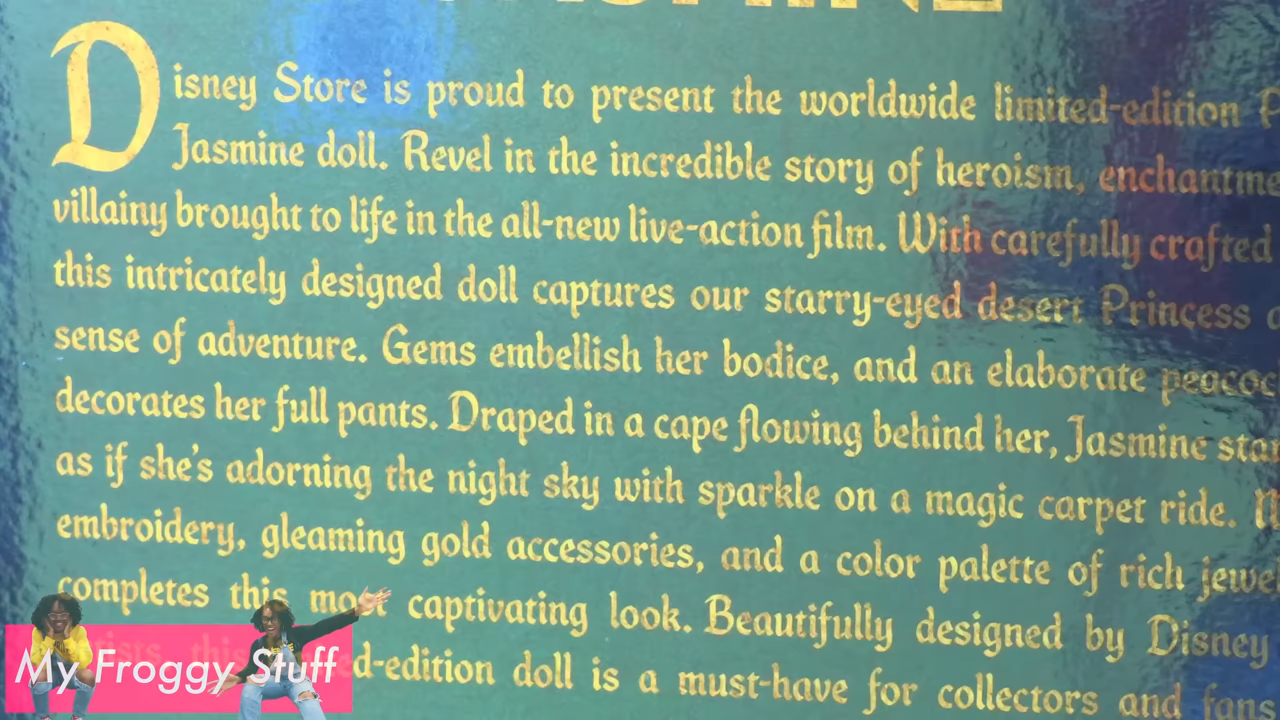 Disney Store is proud to present the worldwide limited-edition
Jasmine doll. Revel in the incredible story of heroism,
villainy brought to life in the all-new live-action film. With carefully crafted
this intricately designed doll captures our starry-eyed desert Princess
sense of adventure. Gems embellish her bodice, and an elaborate
decorates her full pants. Draped in a cape flowing behind her, Jasmine
as if she's adorning the night sky with sparkle on a magic carpet ride.
embroidery, gleaming gold accessories, and a color palette of rich
completes this most captivating look. Beautifully designed by Disney
doll is a must-have for collectors and fans
My Froggy Stuff